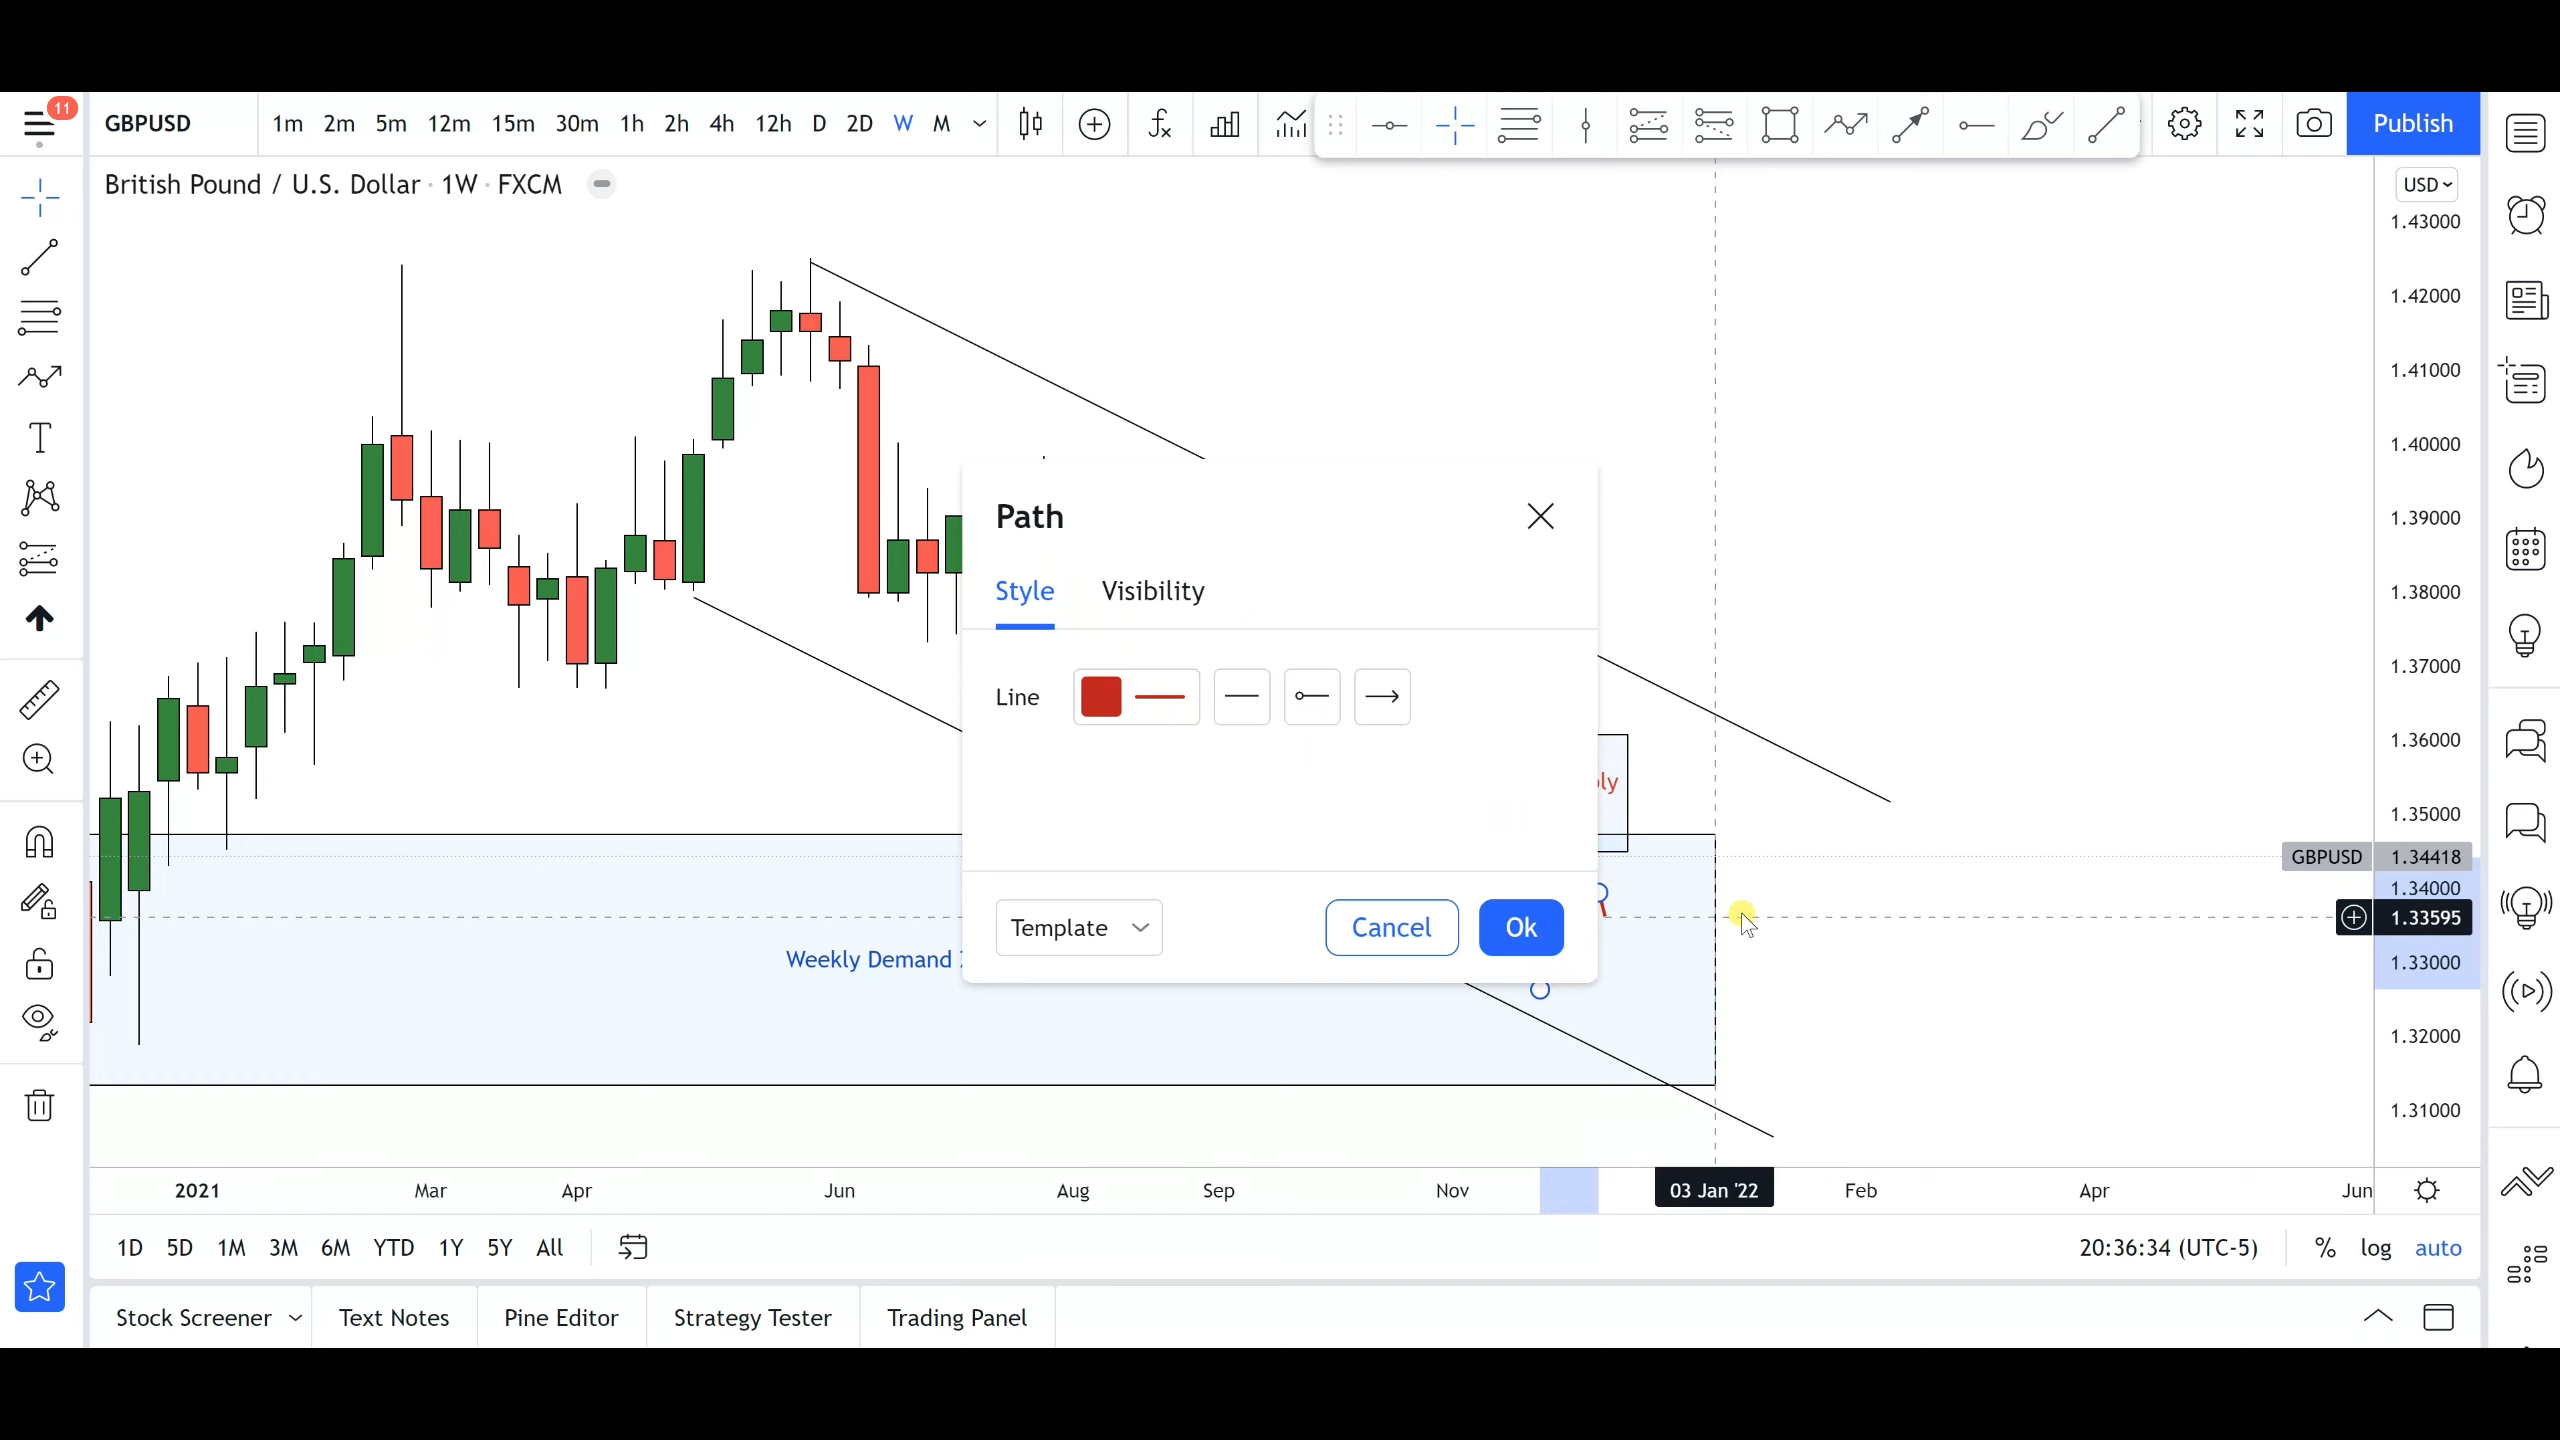 11
GBPUSD 1m 2m 5m 12m 15m 30m 1h 2h 4h 12h D 2D W M Publish
British Pound / U.S. Dollar · 1W · FXCM
USD
1.43000
1.42000
1.41000
1.40000
1.39000
1.38000
1.37000
1.36000
1.35000
GBPUSD 1.34418
1.34000
1.33595
1.33000
1.32000
1.31000
Path
Style Visibility
Line
ly
Template Cancel Ok
Weekly Demand
2021 Mar Apr Jun Aug Sep Nov 03 Jan '22 Feb Apr Jun
1D 5D 1M 3M 6M YTD 1Y 5Y All 20:36:34 (UTC-5) % log auto
Stock Screener Text Notes Pine Editor Strategy Tester Trading Panel